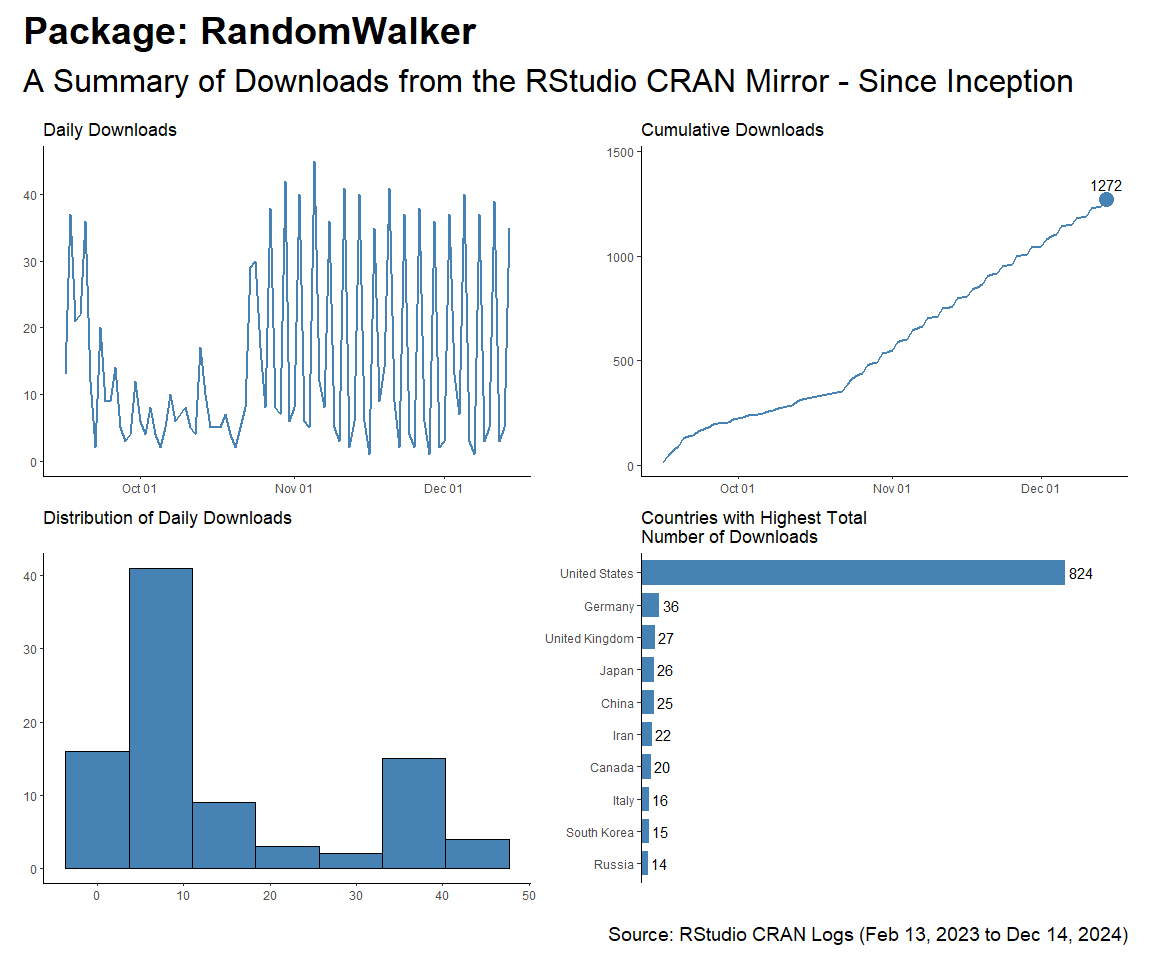 Package: RandomWalker
A Summary of Downloads from the RStudio CRAN Mirror - Since Inception
Daily Downloads
40
30
20
10
0
Oct 01
Nov 01
Dec 01
Cumulative Downloads
1500
1000
500
0
1272
Oct 01
Nov 01
Dec 01
Distribution of Daily Downloads
40
30
20
10
0
0
10
20
30
40
50
Countries with Highest Total
Number of Downloads
United States 824
Germany 36
United Kingdom 27
Japan 26
China 25
Iran 22
Canada 20
Italy 16
South Korea 15
Russia 14
Source: RStudio CRAN Logs (Feb 13, 2023 to Dec 14, 2024)